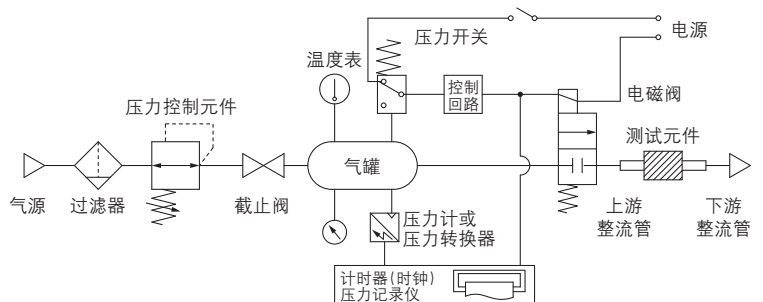 压力开关
电源
温度表
控制
回路
电磁阀
压力控制元件
测试元件
气罐
气源
过滤器
截止阀
压力计或
压力转换器
上游
整流管
下游
整流管
计时器(时钟)
压力记录仪